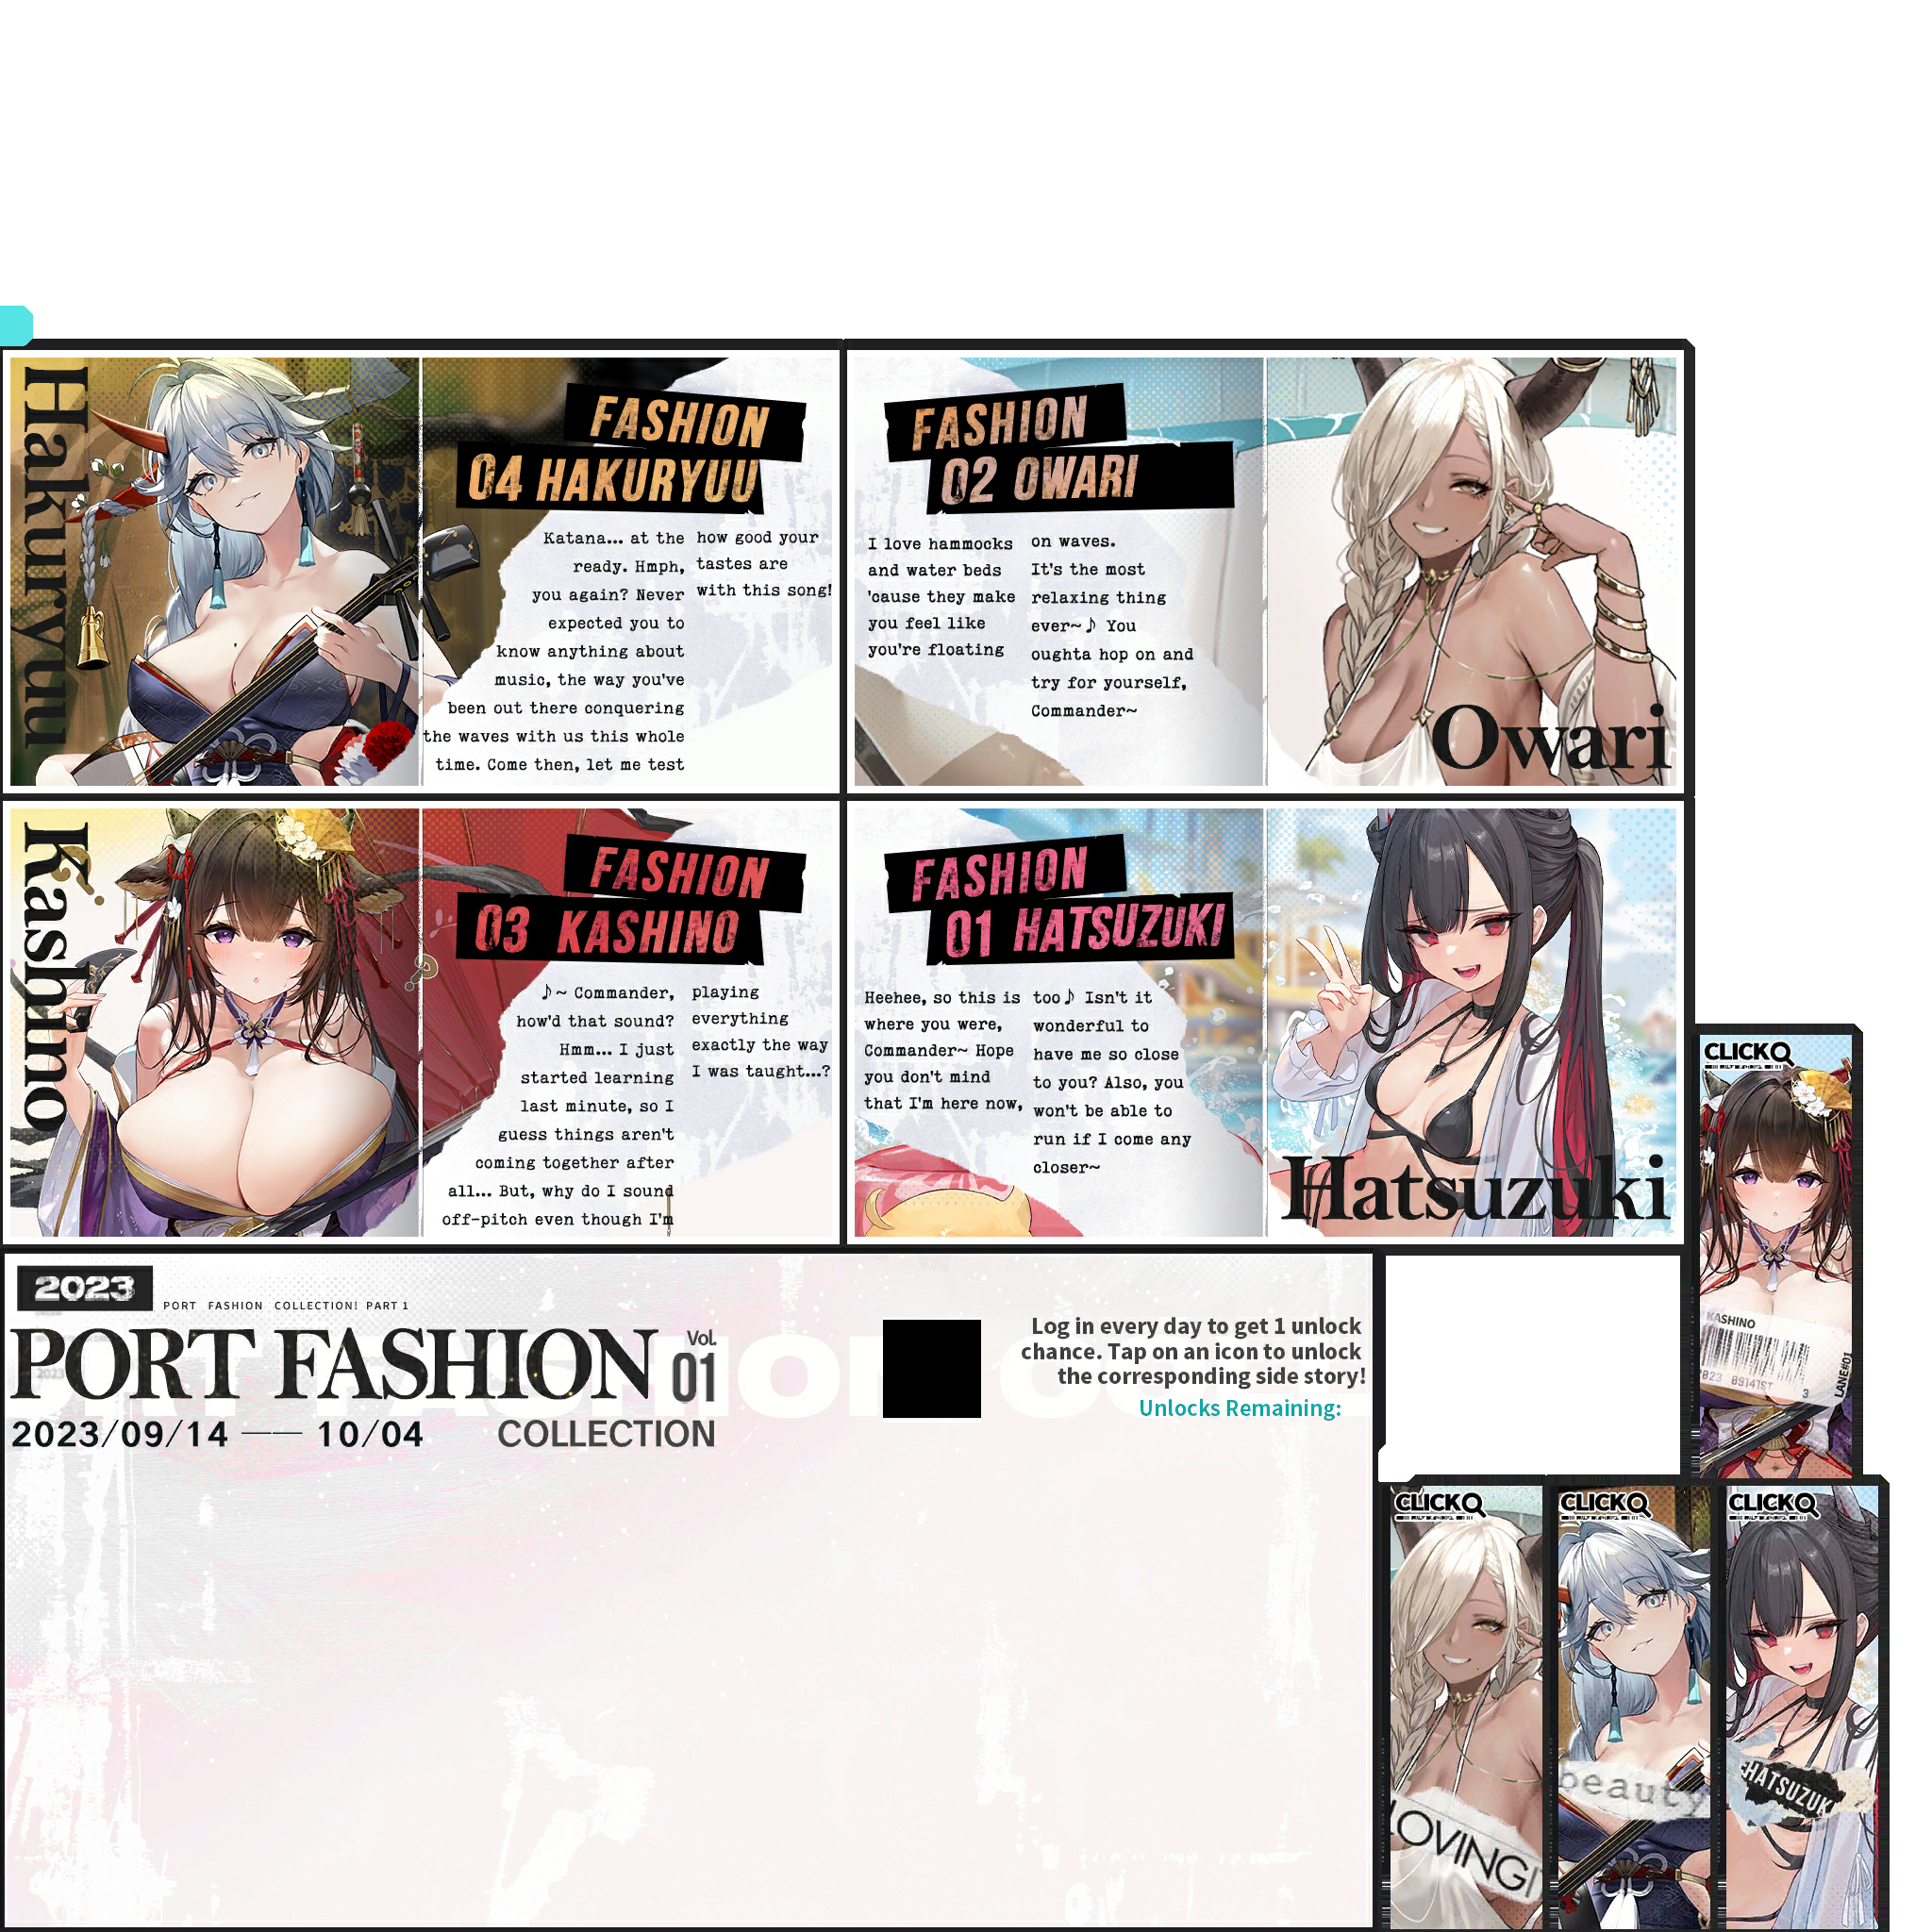 Hakuryuu
FASHION
04 HAKURYUU
Katana... at the
ready. Hmph,
you again? Never
expected you to
know anything about
music, the way you've
been out there conquering
the waves with us this whole
time. Come then, let me test
how good your
tastes are
with this song!
FASHION
02 OWARI
I love hammocks
and water beds
'cause they make
you feel like
you're floating
on waves.
It's the most
relaxing thing
ever~♪ You
oughta hop on and
try for yourself,
Commander~
Owari
Kashino
FASHION
03 KASHINO
♪~ Commander,
how'd that sound?
Hmm... I just
started learning
last minute, so I
guess things aren't
coming together after
all... But, why do I sound
off-pitch even though I'm
playing
everything
exactly the way
I was taught...?
FASHION
01 HATSUZUKI
Heehee, so this is
where you were,
Commander~ Hope
you don't mind
that I'm here now,
too♪ Isn't it
wonderful to
have me so close
to you? Also, you
won't be able to
run if I come any
closer~
Hatsuzuki
2023
PORT FASHION COLLECTION! PART 1
PORT FASHION
Vol.
01
2023/09/14 — 10/04
COLLECTION
Log in every day to get 1 unlock
chance. Tap on an icon to unlock
the corresponding side story!
Unlocks Remaining:
CLICK
KASHINO
2023 0914TST 3
LANE#01
CLICK
LOVING!
CLICK
beauty
CLICK
HATSUZUK